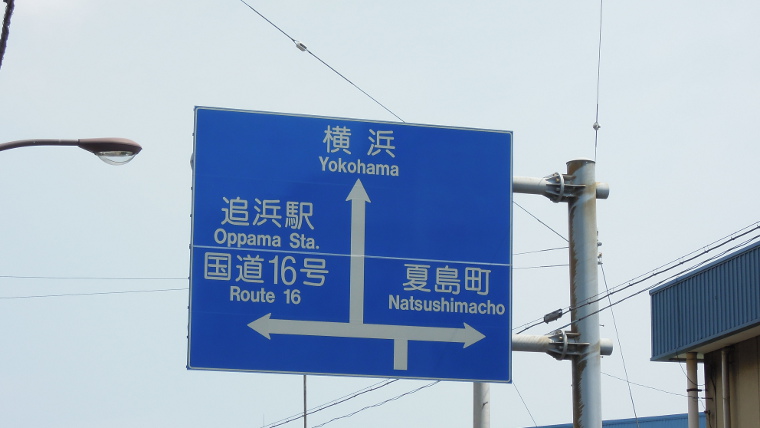 横浜
Yokohama
追浜駅
Oppama Sta.
国道16号
Route 16
夏島町
Natsushimacho